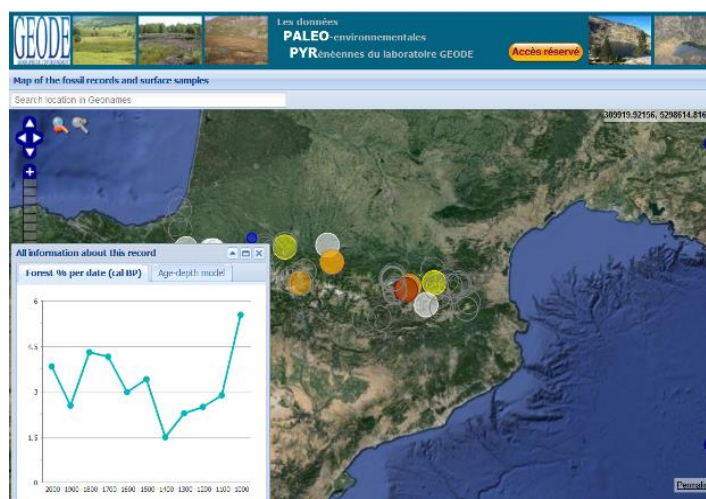 GEODE
Les données
PALEO-environnementales
PYRénéennes du laboratoire GEODE
Accès réservé
Map of the fossil records and surface samples
Search location in Geonames
309919.92156, 5298614.816
All information about this record
Forest % per date (cal BP)
Age-depth model
6
4.5
3
1.5
0
2000 1900 1800 1700 1600 1500 1400 1300 1200 1100 1000
Permalin